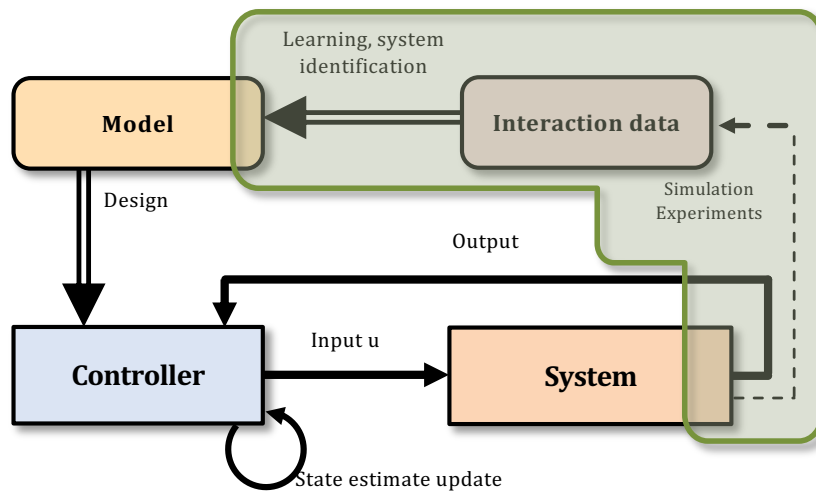 Learning, system
identification
Model
Interaction data
Design
Simulation
Experiments
Output
Input u
Controller
System
State estimate update